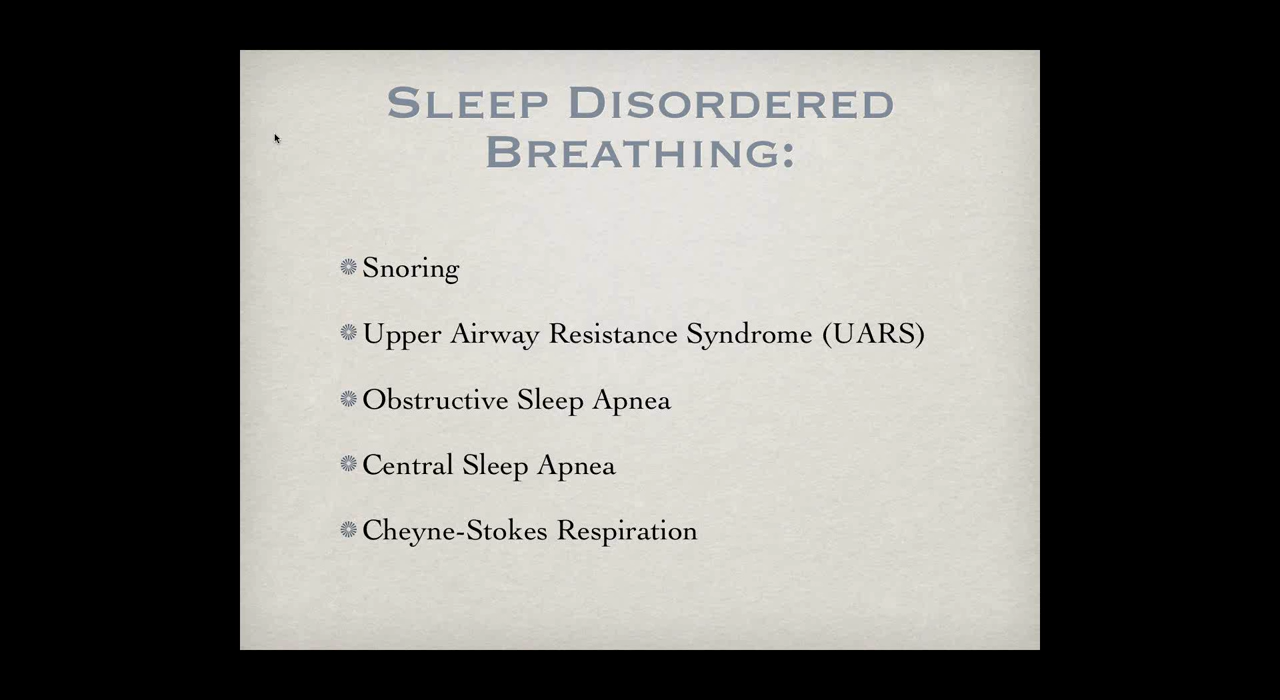 Sleep Disordered
Breathing:
Snoring
Upper Airway Resistance Syndrome (UARS)
Obstructive Sleep Apnea
Central Sleep Apnea
Cheyne-Stokes Respiration